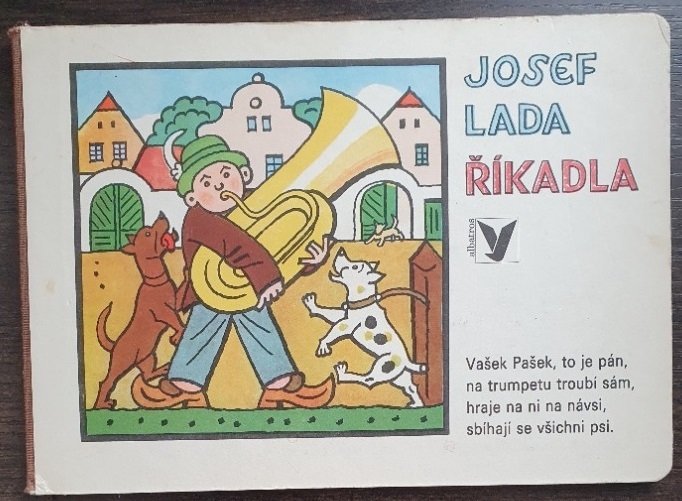 JOSEF
LADA
ŘÍKADLA
albatros
Vašek Pašek, to je pán,
na trumpetu troubí sám,
hraje na ni na návsi,
sbíhají se všichni psi.